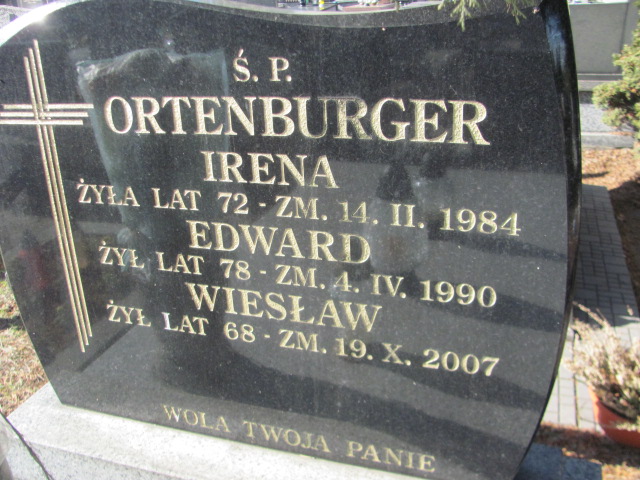 Ś. P.
ORTENBURGER
IRENA
ŻYŁA LAT 72 - ZM. 14. II. 1984
EDWARD
ŻYŁ LAT 78 - ZM. 4. IV. 1990
WIESŁAW
ŻYŁ LAT 68 - ZM. 19. X. 2007
WOLA TWOJA PANIE